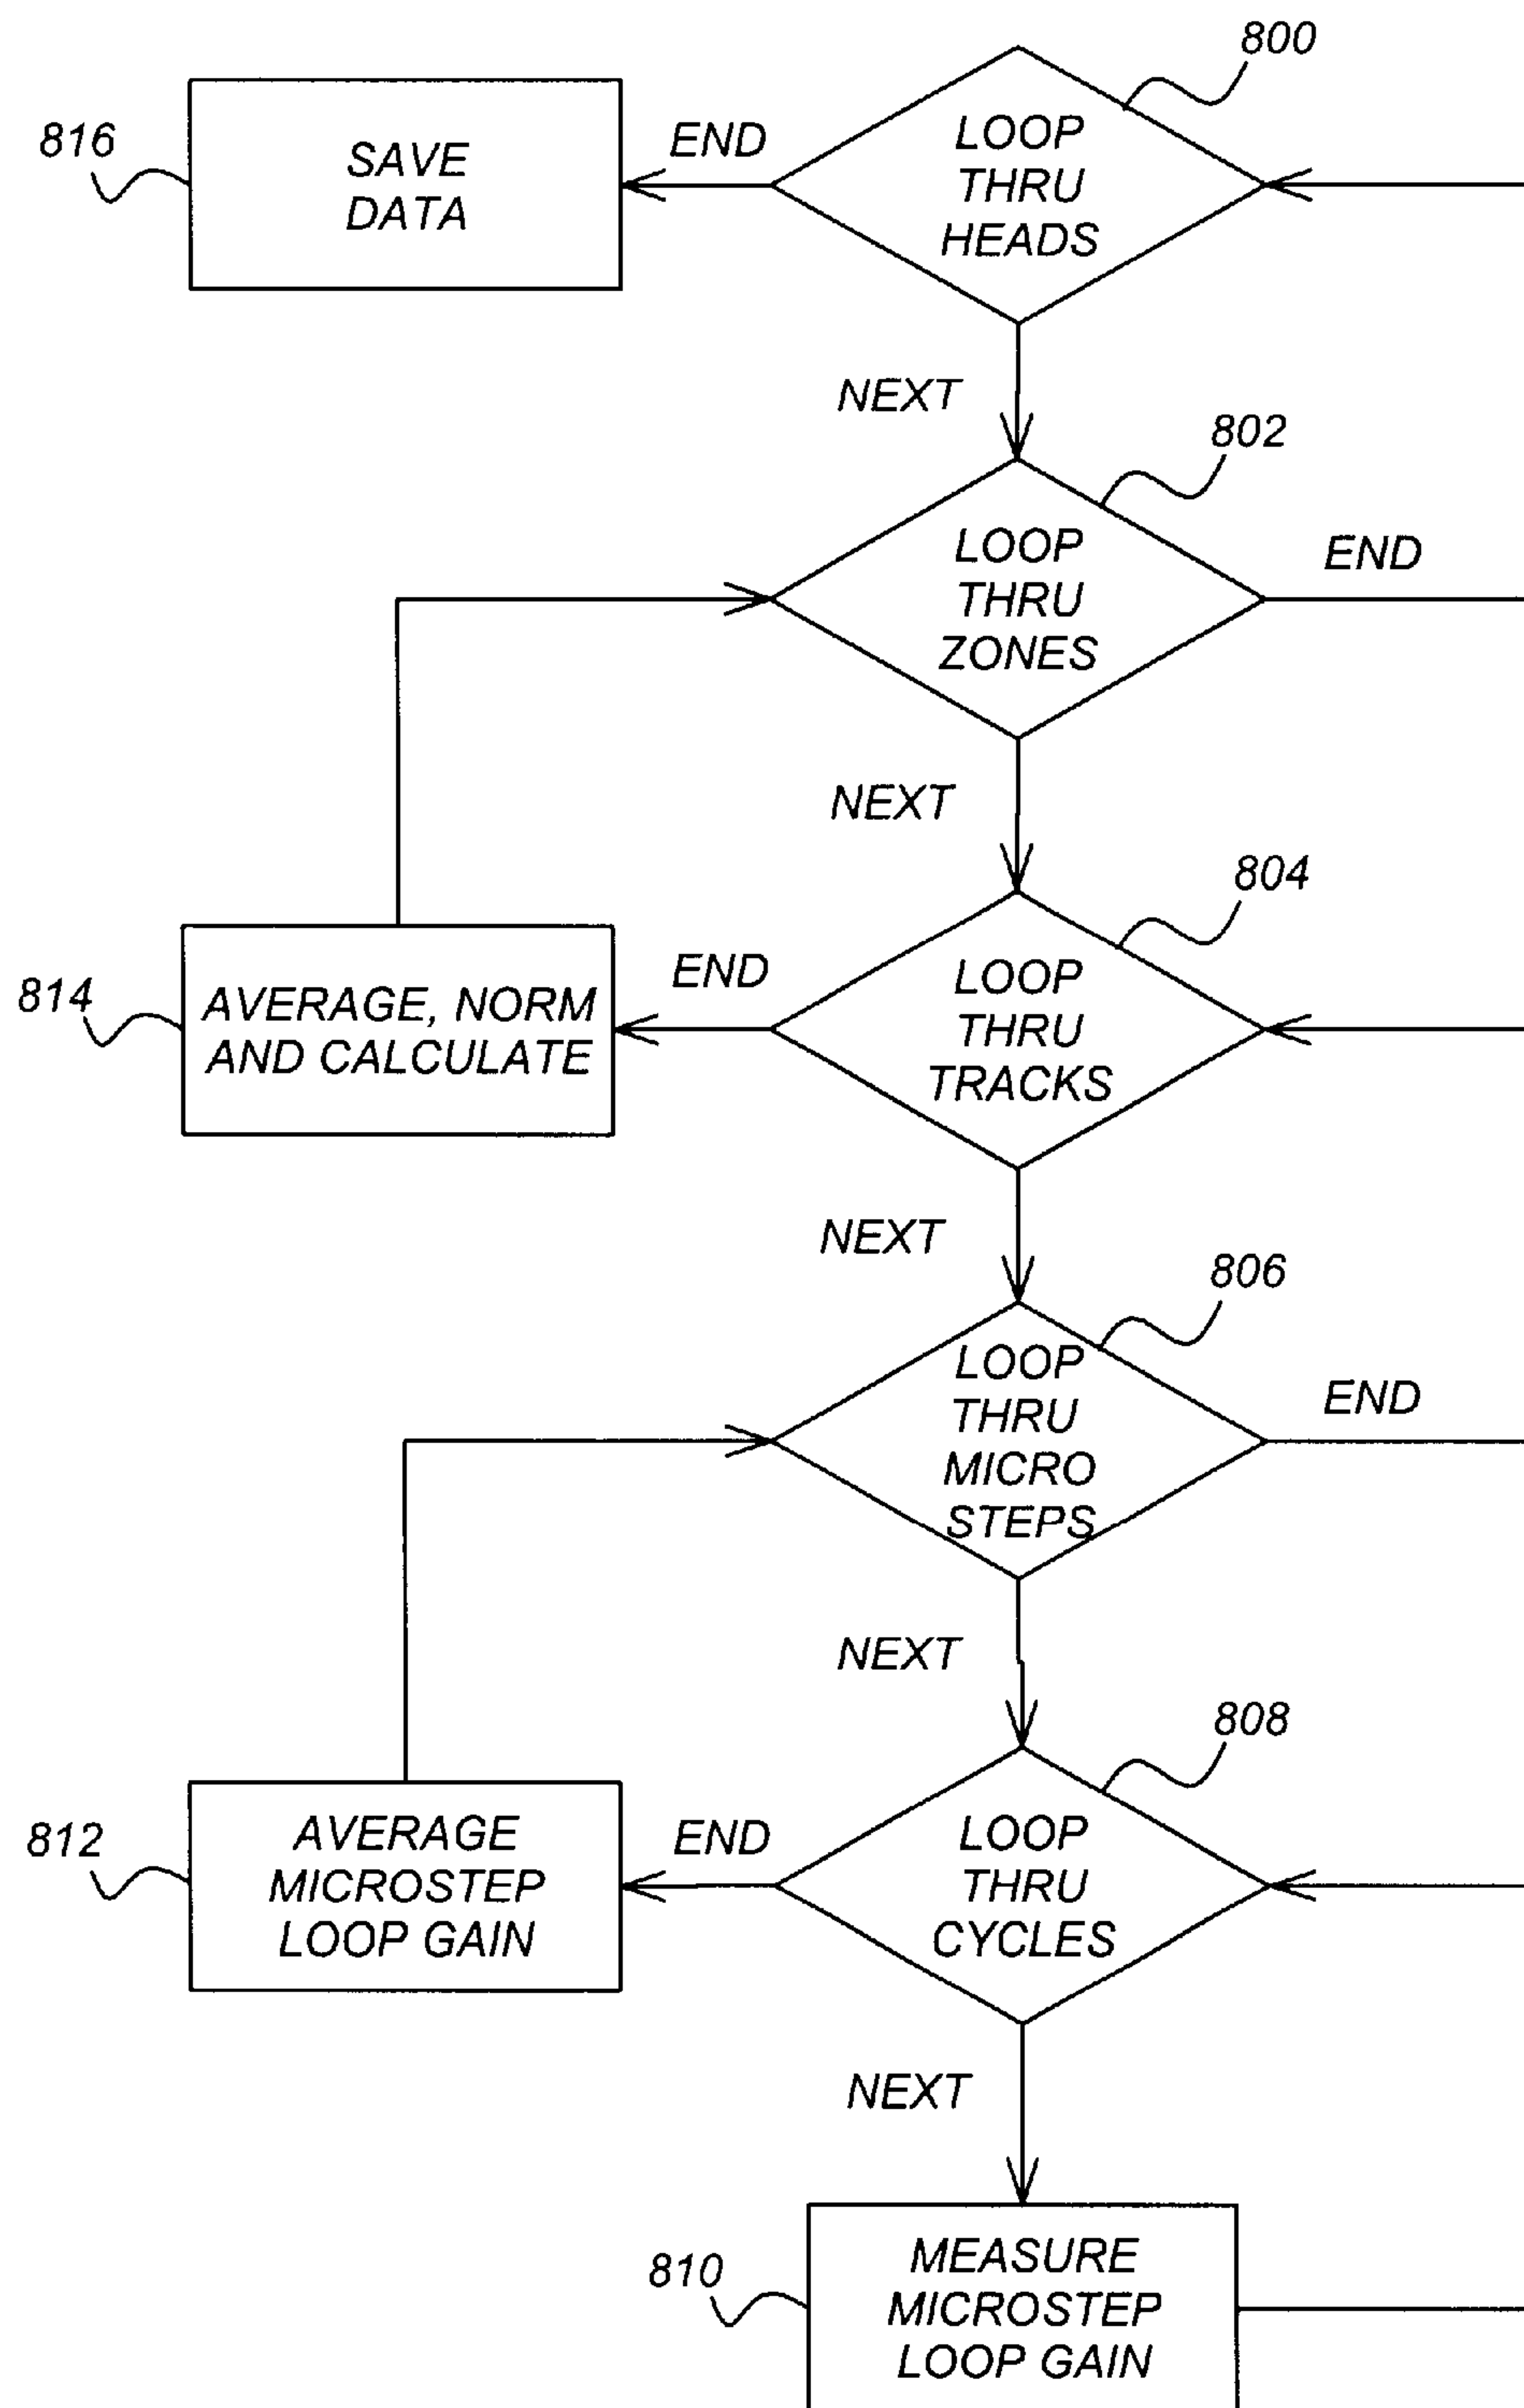 800
816
SAVE
DATA
END
LOOP
THRU
HEADS
NEXT
802
LOOP
THRU
ZONES
END
NEXT
804
814
AVERAGE, NORM
AND CALCULATE
END
LOOP
THRU
TRACKS
NEXT
806
LOOP
THRU
MICRO
STEPS
END
NEXT
808
812
AVERAGE
MICROSTEP
LOOP GAIN
END
LOOP
THRU
CYCLES
NEXT
810
MEASURE
MICROSTEP
LOOP GAIN